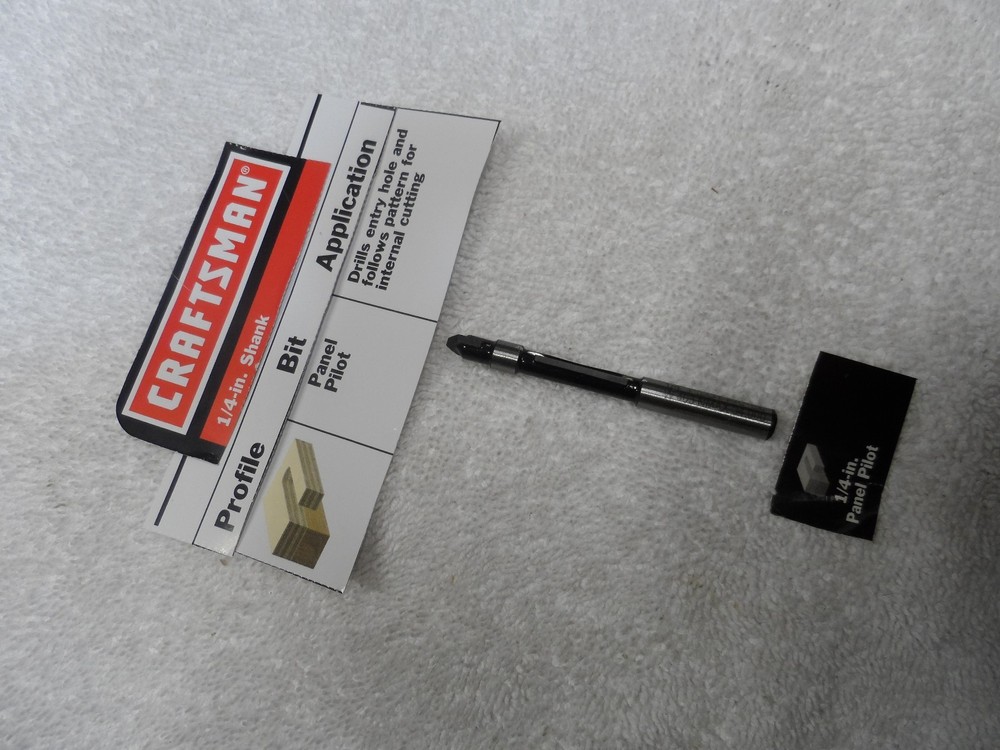 CRAFTSMAN®
1/4-in. Shank
Profile Bit Application
Panel
Pilot
Drills entry hole and
follows pattern for
internal cutting
1/4-in.
Panel Pilot